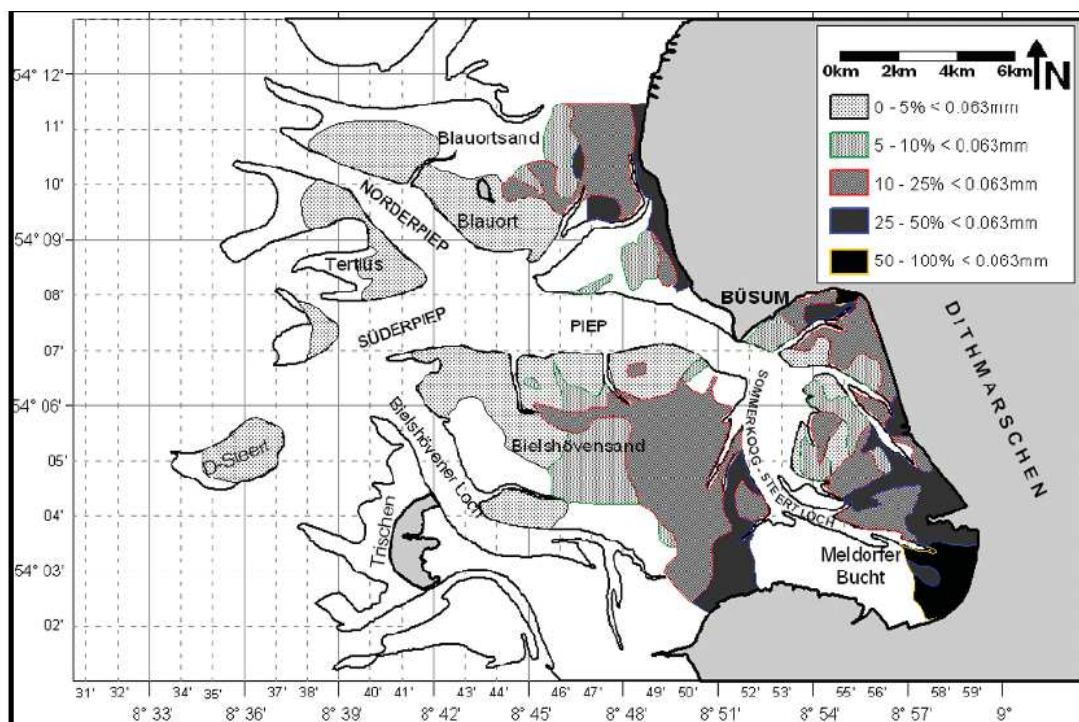 0km 2km 4km 6km
N
0 - 5% < 0.063mm
5 - 10% < 0.063mm
10 - 25% < 0.063mm
25 - 50% < 0.063mm
50 - 100% < 0.063mm
54° 12'
11'
10'
54° 09'
08'
07'
54° 06'
05'
04'
54° 03'
02'
Blauortsand
NORDERPIEP
Blauort
Tertius
BÜSUM
SÜDERPIEP
PIEP
DITHMARSCHEN
SOMMERKOOG - STEERT LOCH
Bielshövener Loch
Bielshövensand
D-Steert
Trischen
Meldorfer
Bucht
31' 32' 34' 35' 37' 38' 40' 41' 43' 44' 46' 47' 49' 50' 52' 53' 95' 56' 58' 59'
8° 33' 8° 36' 8° 39' 8° 42' 8° 45' 8° 48' 8° 51' 8° 54' 8° 57' 9°